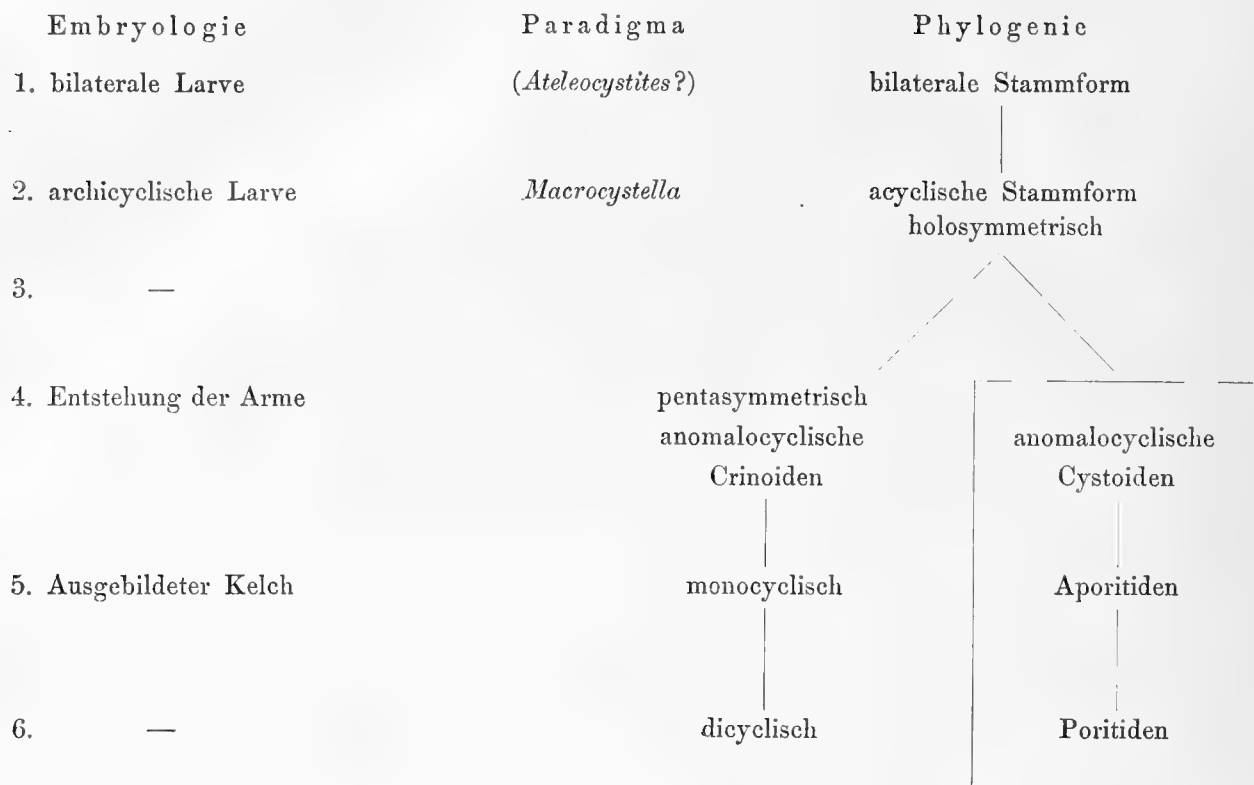 Embryologie Paradigma Phylogenie
1. bilaterale Larve (Ateleocystites?) bilaterale Stammform
2. archicyclische Larve Macrocystella acyclische Stammform
holosymmetrisch
3. —
4. Entstehung der Arme pentasymmetrisch
anomalocyclische anomalocyclische
Crinoiden Cystoiden
5. Ausgebildeter Kelch monocyclisch Aporitiden
6. — dicyclisch Poritiden